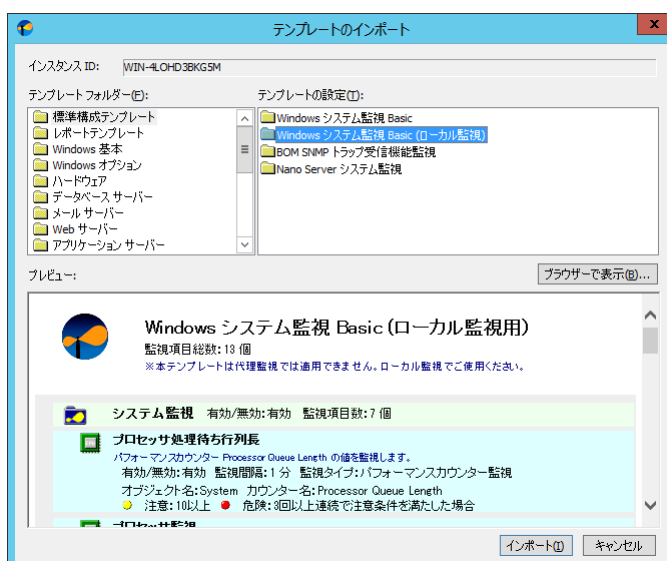 テンプレートのインポート
x
インスタンス ID: WIN-4LOHD3BKG5M
テンプレート フォルダー(F):
標準構成テンプレート
レポートテンプレート
Windows 基本
Windows オプション
ハードウェア
データベース サーバー
メール サーバー
Web サーバー
アプリケーション サーバー
テンプレートの設定(T):
Windows システム監視 Basic
Windows システム監視 Basic (ローカル監視)
BOM SNMP トラップ受信機能監視
Nano Server システム監視
プレビュー:
ブラウザーで表示(B)...
Windows システム監視 Basic (ローカル監視用)
監視項目総数: 13 個
※本テンプレートは代理監視では適用できません。ローカル監視でご使用ください。
システム監視 有効/無効: 有効 監視項目数: 7 個
プロセッサ処理待ち行列長
パフォーマンスカウンター Processor Queue Length の値を監視します。
有効/無効: 有効 監視間隔: 1 分 監視タイプ: パフォーマンスカウンター監視
オブジェクト名: System カウンター名: Processor Queue Length
注意: 10以上 危険: 3回以上連続で注意条件を満たした場合
プロセッサ監視
インポート(I)
キャンセル